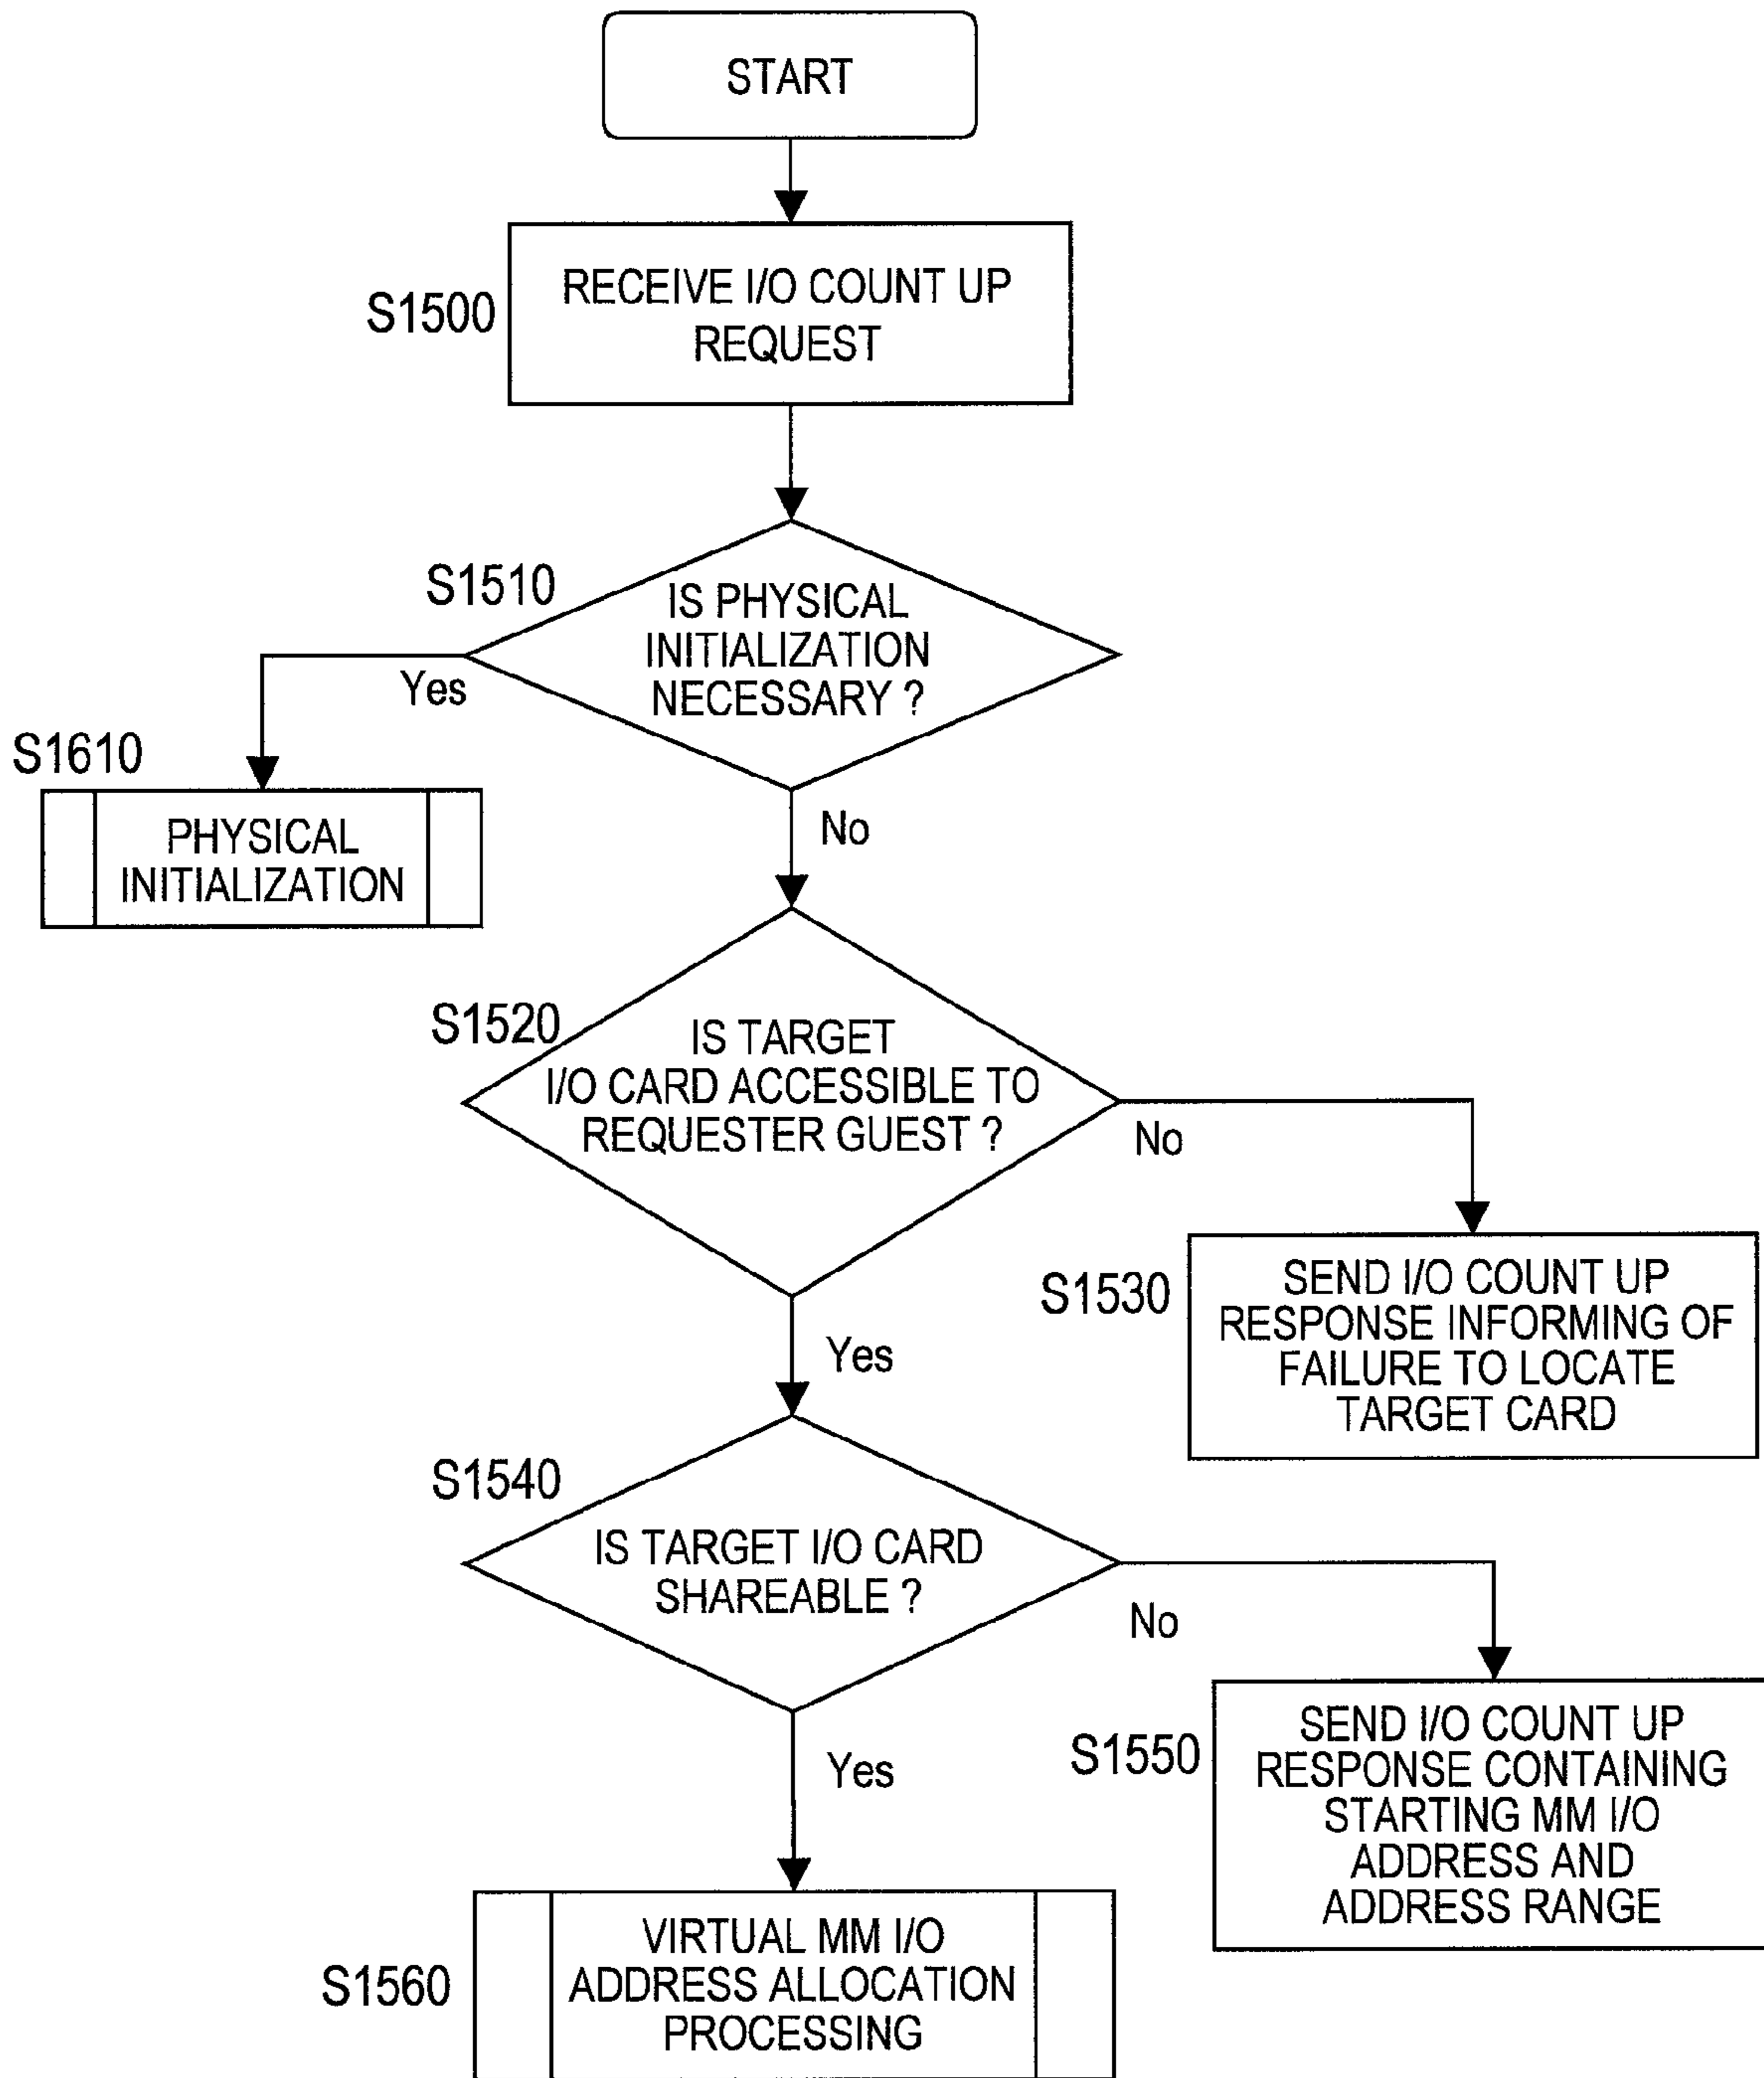 START
S1500
RECEIVE I/O COUNT UP
REQUEST
S1510
IS PHYSICAL
INITIALIZATION
NECESSARY ?
Yes
S1610
PHYSICAL
INITIALIZATION
No
S1520
IS TARGET
I/O CARD ACCESSIBLE TO
REQUESTER GUEST ?
No
S1530
SEND I/O COUNT UP
RESPONSE INFORMING OF
FAILURE TO LOCATE
TARGET CARD
Yes
S1540
IS TARGET I/O CARD
SHAREABLE ?
No
S1550
SEND I/O COUNT UP
RESPONSE CONTAINING
STARTING MM I/O
ADDRESS AND
ADDRESS RANGE
Yes
S1560
VIRTUAL MM I/O
ADDRESS ALLOCATION
PROCESSING